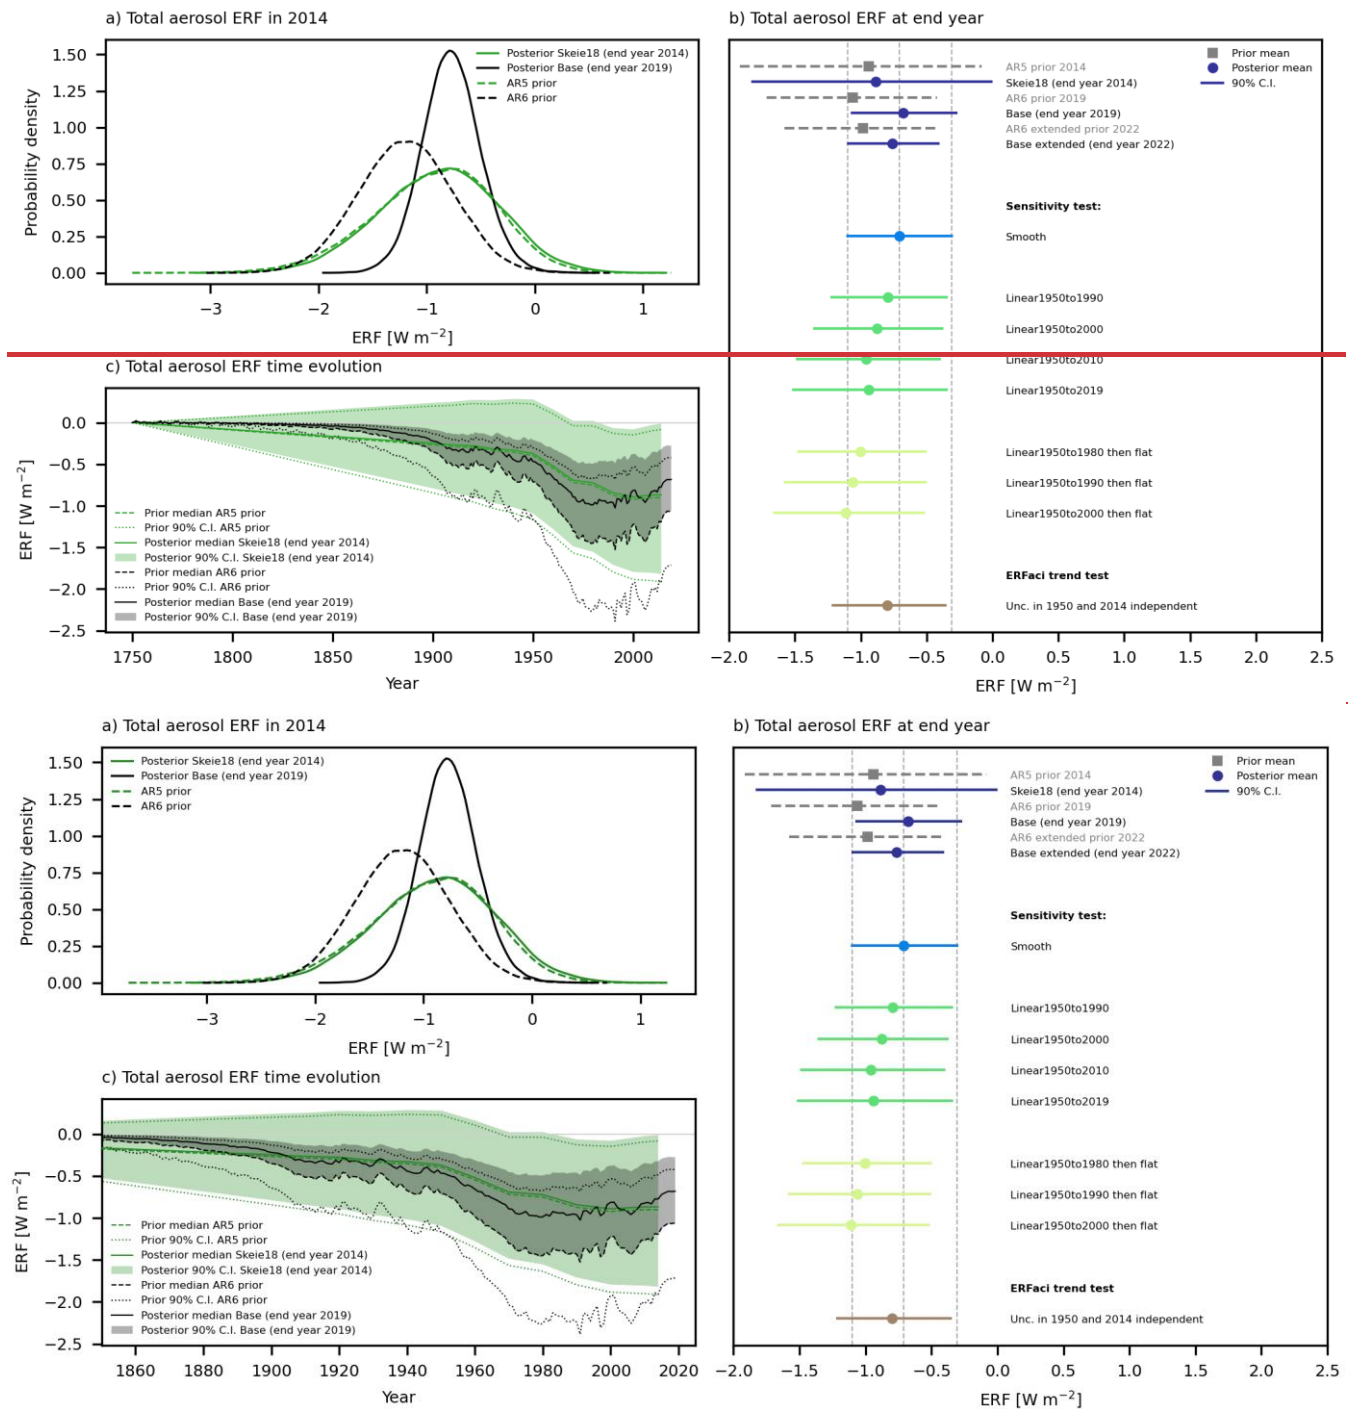 a) Total aerosol ERF in 2014
1.50
1.25
1.00
0.75
0.50
0.25
0.00
Probability density
Posterior Skeie18 (end year 2014)
Posterior Base (end year 2019)
AR5 prior
AR6 prior
−3 −2 −1 0 1
ERF [W m⁻²]
b) Total aerosol ERF at end year
Prior mean
Posterior mean
90% C.I.
AR5 prior 2014
Skeie18 (end year 2014)
AR6 prior 2019
Base (end year 2019)
AR6 extended prior 2022
Base extended (end year 2022)
Sensitivity test:
Smooth
Linear1950to1990
Linear1950to2000
Linear1950to2010
Linear1950to2019
Linear1950to1980 then flat
Linear1950to1990 then flat
Linear1950to2000 then flat
ERFaci trend test
Unc. in 1950 and 2014 independent
−2.0 −1.5 −1.0 −0.5 0.0 0.5 1.0 1.5 2.0 2.5
ERF [W m⁻²]
c) Total aerosol ERF time evolution
0.0
−0.5
−1.0
−1.5
−2.0
−2.5
ERF [W m⁻²]
Prior median AR5 prior
Prior 90% C.I. AR5 prior
Posterior median Skeie18 (end year 2014)
Posterior 90% C.I. Skeie18 (end year 2014)
Prior median AR6 prior
Prior 90% C.I. AR6 prior
Posterior median Base (end year 2019)
Posterior 90% C.I. Base (end year 2019)
1750 1800 1850 1900 1950 2000
Year
a) Total aerosol ERF in 2014
1.50
1.25
1.00
0.75
0.50
0.25
0.00
Probability density
Posterior Skeie18 (end year 2014)
Posterior Base (end year 2019)
AR5 prior
AR6 prior
−3 −2 −1 0 1
ERF [W m⁻²]
b) Total aerosol ERF at end year
Prior mean
Posterior mean
90% C.I.
AR5 prior 2014
Skeie18 (end year 2014)
AR6 prior 2019
Base (end year 2019)
AR6 extended prior 2022
Base extended (end year 2022)
Sensitivity test:
Smooth
Linear1950to1990
Linear1950to2000
Linear1950to2010
Linear1950to2019
Linear1950to1980 then flat
Linear1950to1990 then flat
Linear1950to2000 then flat
ERFaci trend test
Unc. in 1950 and 2014 independent
−2.0 −1.5 −1.0 −0.5 0.0 0.5 1.0 1.5 2.0 2.5
ERF [W m⁻²]
c) Total aerosol ERF time evolution
0.0
−0.5
−1.0
−1.5
−2.0
−2.5
ERF [W m⁻²]
Prior median AR5 prior
Prior 90% C.I. AR5 prior
Posterior median Skeie18 (end year 2014)
Posterior 90% C.I. Skeie18 (end year 2014)
Prior median AR6 prior
Prior 90% C.I. AR6 prior
Posterior median Base (end year 2019)
Posterior 90% C.I. Base (end year 2019)
1860 1880 1900 1920 1940 1960 1980 2000 2020
Year